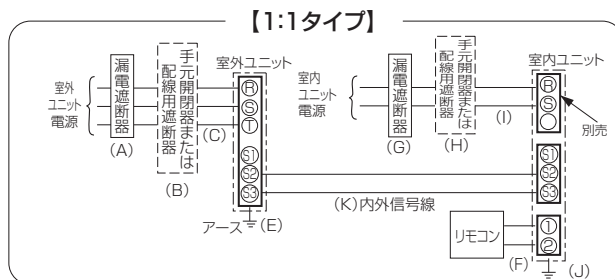 【1:1タイプ】
室外
ユニット
電源
漏電遮断器
(A)
手元開閉器または
配線用遮断器
(B)
(C)
室外ユニット
R
S
T
S1
S2
S3
アース
(E)
室内
ユニット
電源
漏電遮断器
(G)
手元開閉器または
配線用遮断器
(H)
(I)
室内ユニット
R
S
別売
S1
S2
S3
(K)内外信号線
リモコン
(F)
1
2
(J)